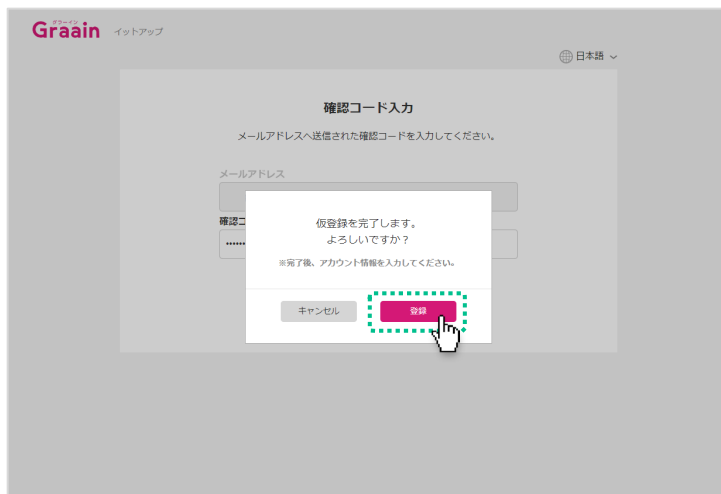 グラーイン
Graain イットアップ
日本語
確認コード入力
メールアドレスへ送信された確認コードを入力してください。
メールアドレス
確認コ
仮登録を完了します。
よろしいですか？
※完了後、アカウント情報を入力してください。
キャンセル 登録